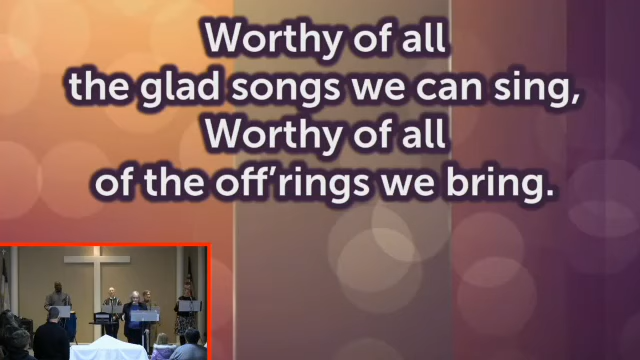 Worthy of all
the glad songs we can sing,
Worthy of all
of the off'rings we bring.